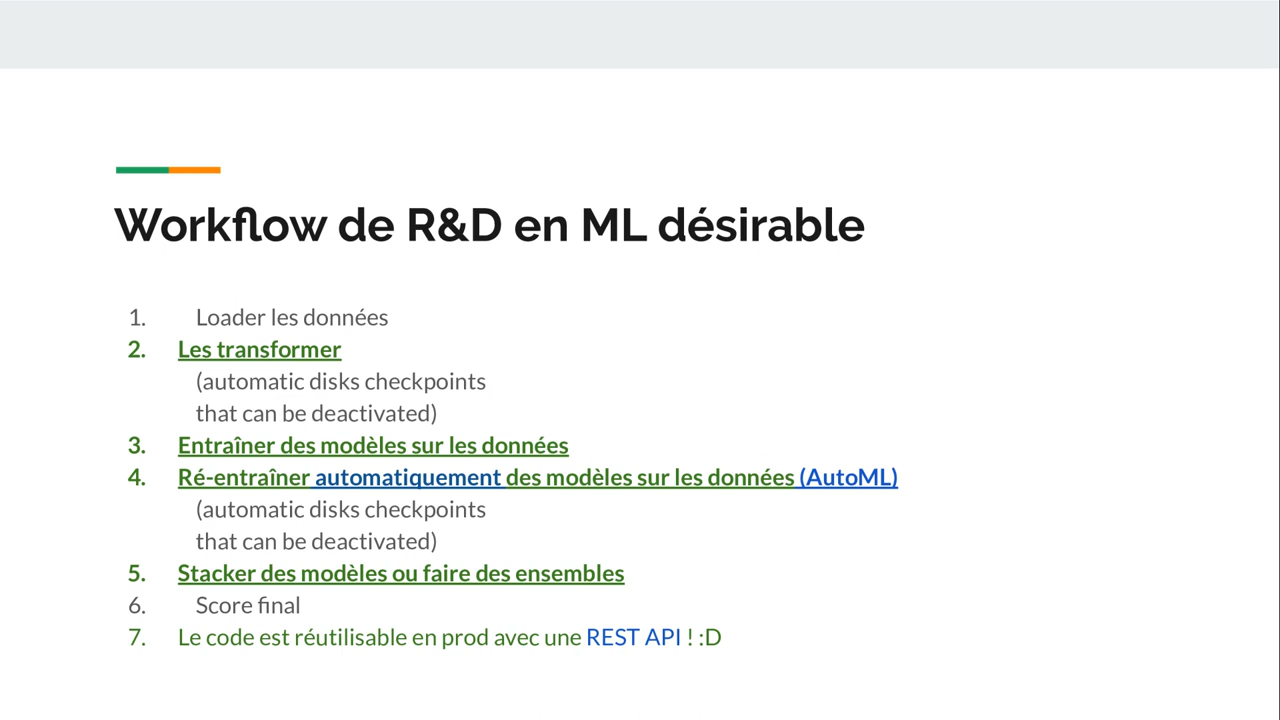 Workflow de R&D en ML désirable
1. Loader les données
2. Les transformer
(automatic disks checkpoints
that can be deactivated)
3. Entraîner des modèles sur les données
4. Ré-entraîner automatiquement des modèles sur les données (AutoML)
(automatic disks checkpoints
that can be deactivated)
5. Stacker des modèles ou faire des ensembles
6. Score final
7. Le code est réutilisable en prod avec une REST API ! :D